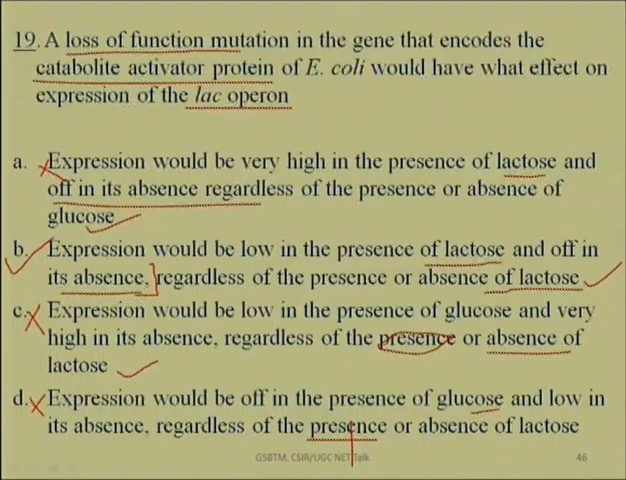 19. A loss of function mutation in the gene that encodes the
catabolite activator protein of E. coli would have what effect on
expression of the lac operon
a. Expression would be very high in the presence of lactose and
off in its absence regardless of the presence or absence of
glucose
b. Expression would be low in the presence of lactose and off in
its absence, regardless of the presence or absence of lactose
c. Expression would be low in the presence of glucose and very
high in its absence, regardless of the presence or absence of
lactose
d. Expression would be off in the presence of glucose and low in
its absence, regardless of the presence or absence of lactose
GSBTM, CSIR/UGC NET Talk
46